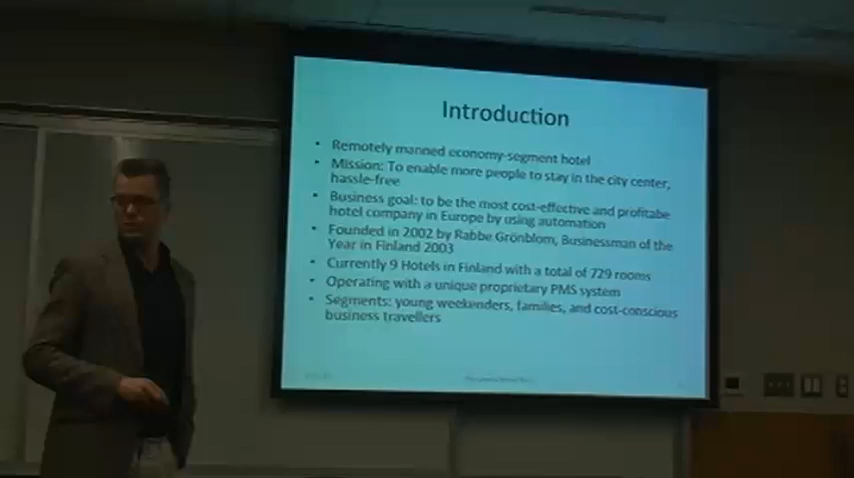 Introduction
• Remotely manned economy-segment hotel
• Mission: To enable more people to stay in the city center,
hassle-free
• Business goal: to be the most cost-effective and profitabe
hotel company in Europe by using automation
• Founded in 2002 by Rabbe Grönblom, Businessman of the
Year in Finland 2003
• Currently 9 Hotels in Finland with a total of 729 rooms
• Operating with a unique proprietary PMS system
• Segments: young weekenders, families, and cost-conscious
business travellers